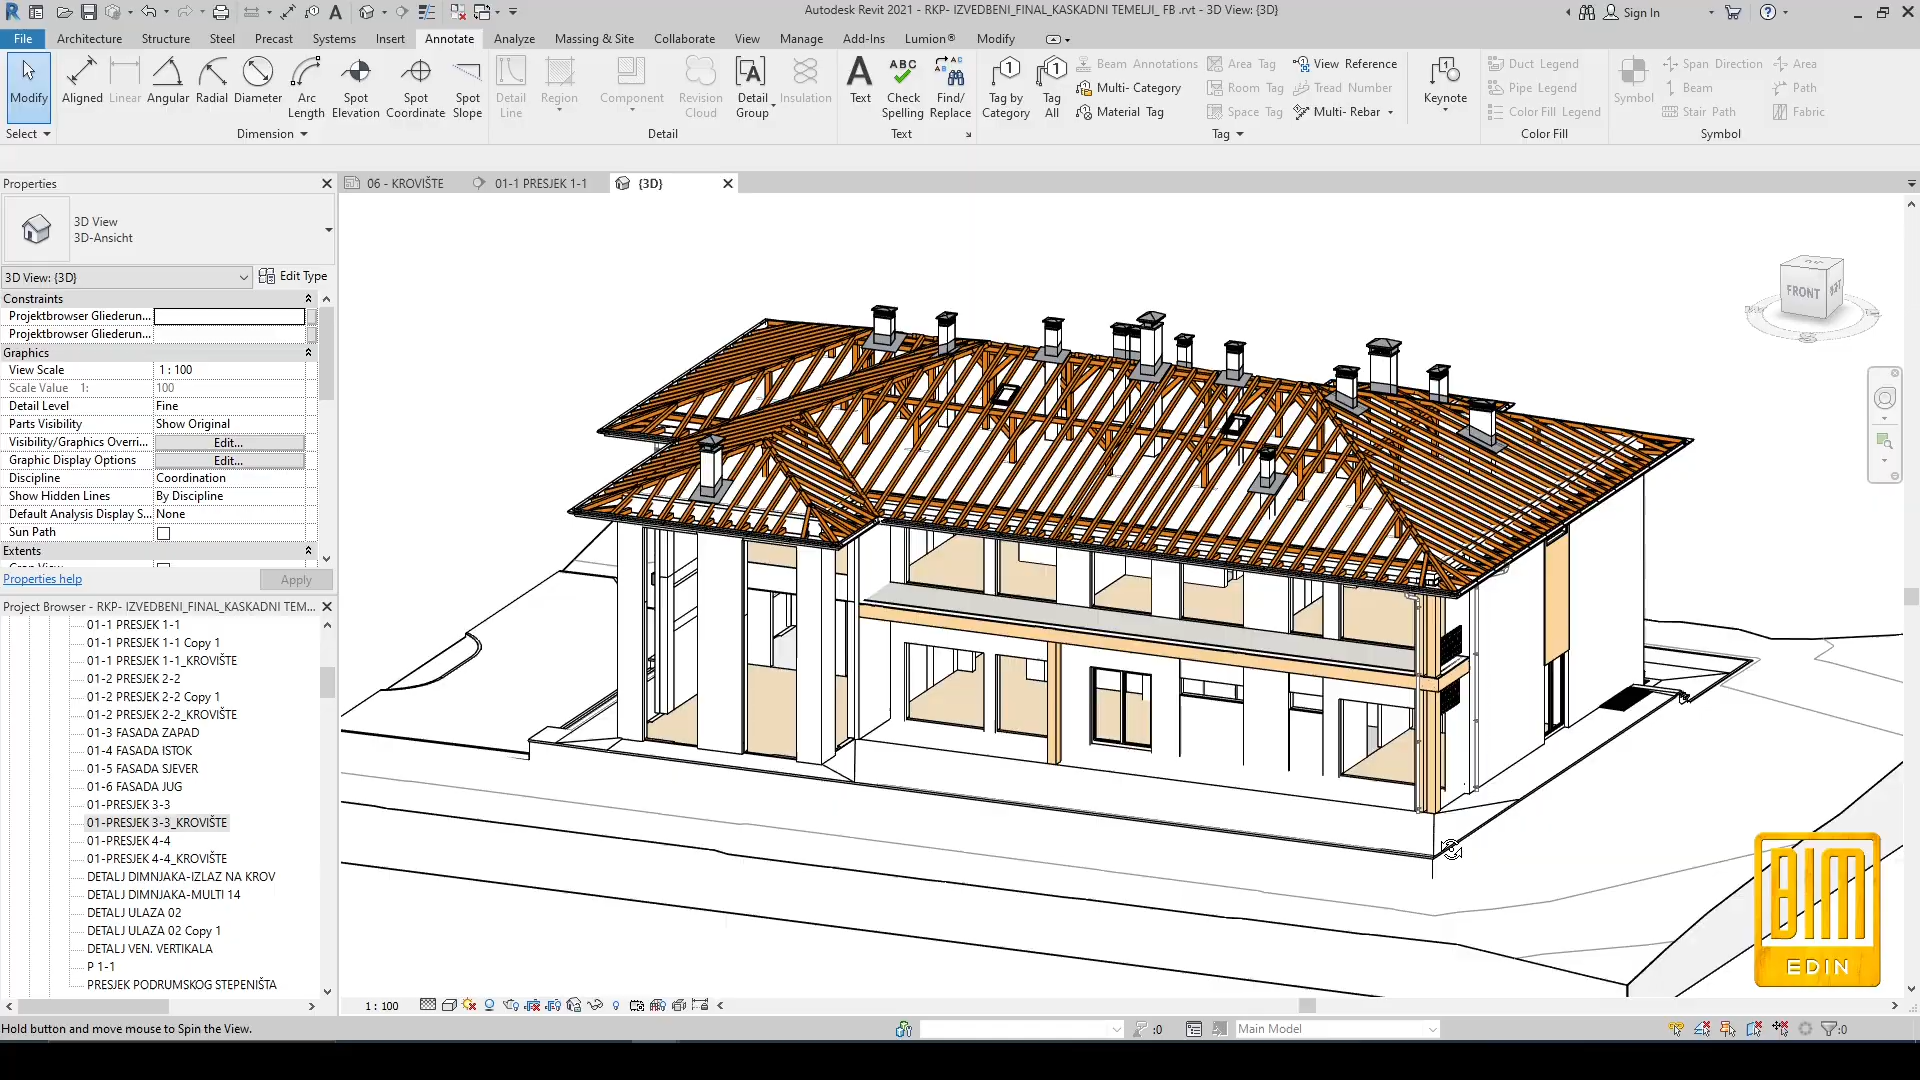 Autodesk Revit 2021 - RKP- IZVEDBENI_FINAL_KASKADNI TEMELJI_ FB .rvt - 3D View: {3D}
Sign In
File Architecture Structure Steel Precast Systems Insert Annotate Analyze Massing & Site Collaborate View Manage Add-Ins Lumion® Modify
Modify
Aligned Linear Angular Radial Diameter Arc Length Spot Elevation Spot Coordinate Spot Slope
Detail Line Region Component Revision Cloud Detail Group Insulation
Text Check Spelling Find/ Replace
Tag by Category Tag All
Beam Annotations Area Tag View Reference
Multi- Category Room Tag Tread Number
Material Tag Space Tag Multi- Rebar
Keynote
Duct Legend
Pipe Legend
Color Fill Legend
Symbol
Span Direction Area
Beam Path
Stair Path Fabric
Select Dimension Detail Text Tag Color Fill Symbol
Properties
06 - KROVIŠTE 01-1 PRESJEK 1-1 {3D}
3D View
3D-Ansicht
3D View: {3D} Edit Type
Constraints
Projektbrowser Gliederun...
Projektbrowser Gliederun...
Graphics
View Scale 1 : 100
Scale Value 1: 100
Detail Level Fine
Parts Visibility Show Original
Visibility/Graphics Overri... Edit...
Graphic Display Options Edit...
Discipline Coordination
Show Hidden Lines By Discipline
Default Analysis Display S... None
Sun Path
Extents
Properties help Apply
Project Browser - RKP- IZVEDBENI_FINAL_KASKADNI TEM...
01-1 PRESJEK 1-1
01-1 PRESJEK 1-1 Copy 1
01-1 PRESJEK 1-1_KROVIŠTE
01-2 PRESJEK 2-2
01-2 PRESJEK 2-2 Copy 1
01-2 PRESJEK 2-2_KROVIŠTE
01-3 FASADA ZAPAD
01-4 FASADA ISTOK
01-5 FASADA SJEVER
01-6 FASADA JUG
01-PRESJEK 3-3
01-PRESJEK 3-3_KROVIŠTE
01-PRESJEK 4-4
01-PRESJEK 4-4_KROVIŠTE
DETALJ DIMNJAKA-IZLAZ NA KROV
DETALJ DIMNJAKA-MULTI 14
DETALJ ULAZA 02
DETALJ ULAZA 02 Copy 1
DETALJ VEN. VERTIKALA
P 1-1
PRESJEK PODRUMSKOG STEPENIŠTA
FRONT
BIM
EDIN
1 : 100
Hold button and move mouse to Spin the View.
:0
Main Model
:0